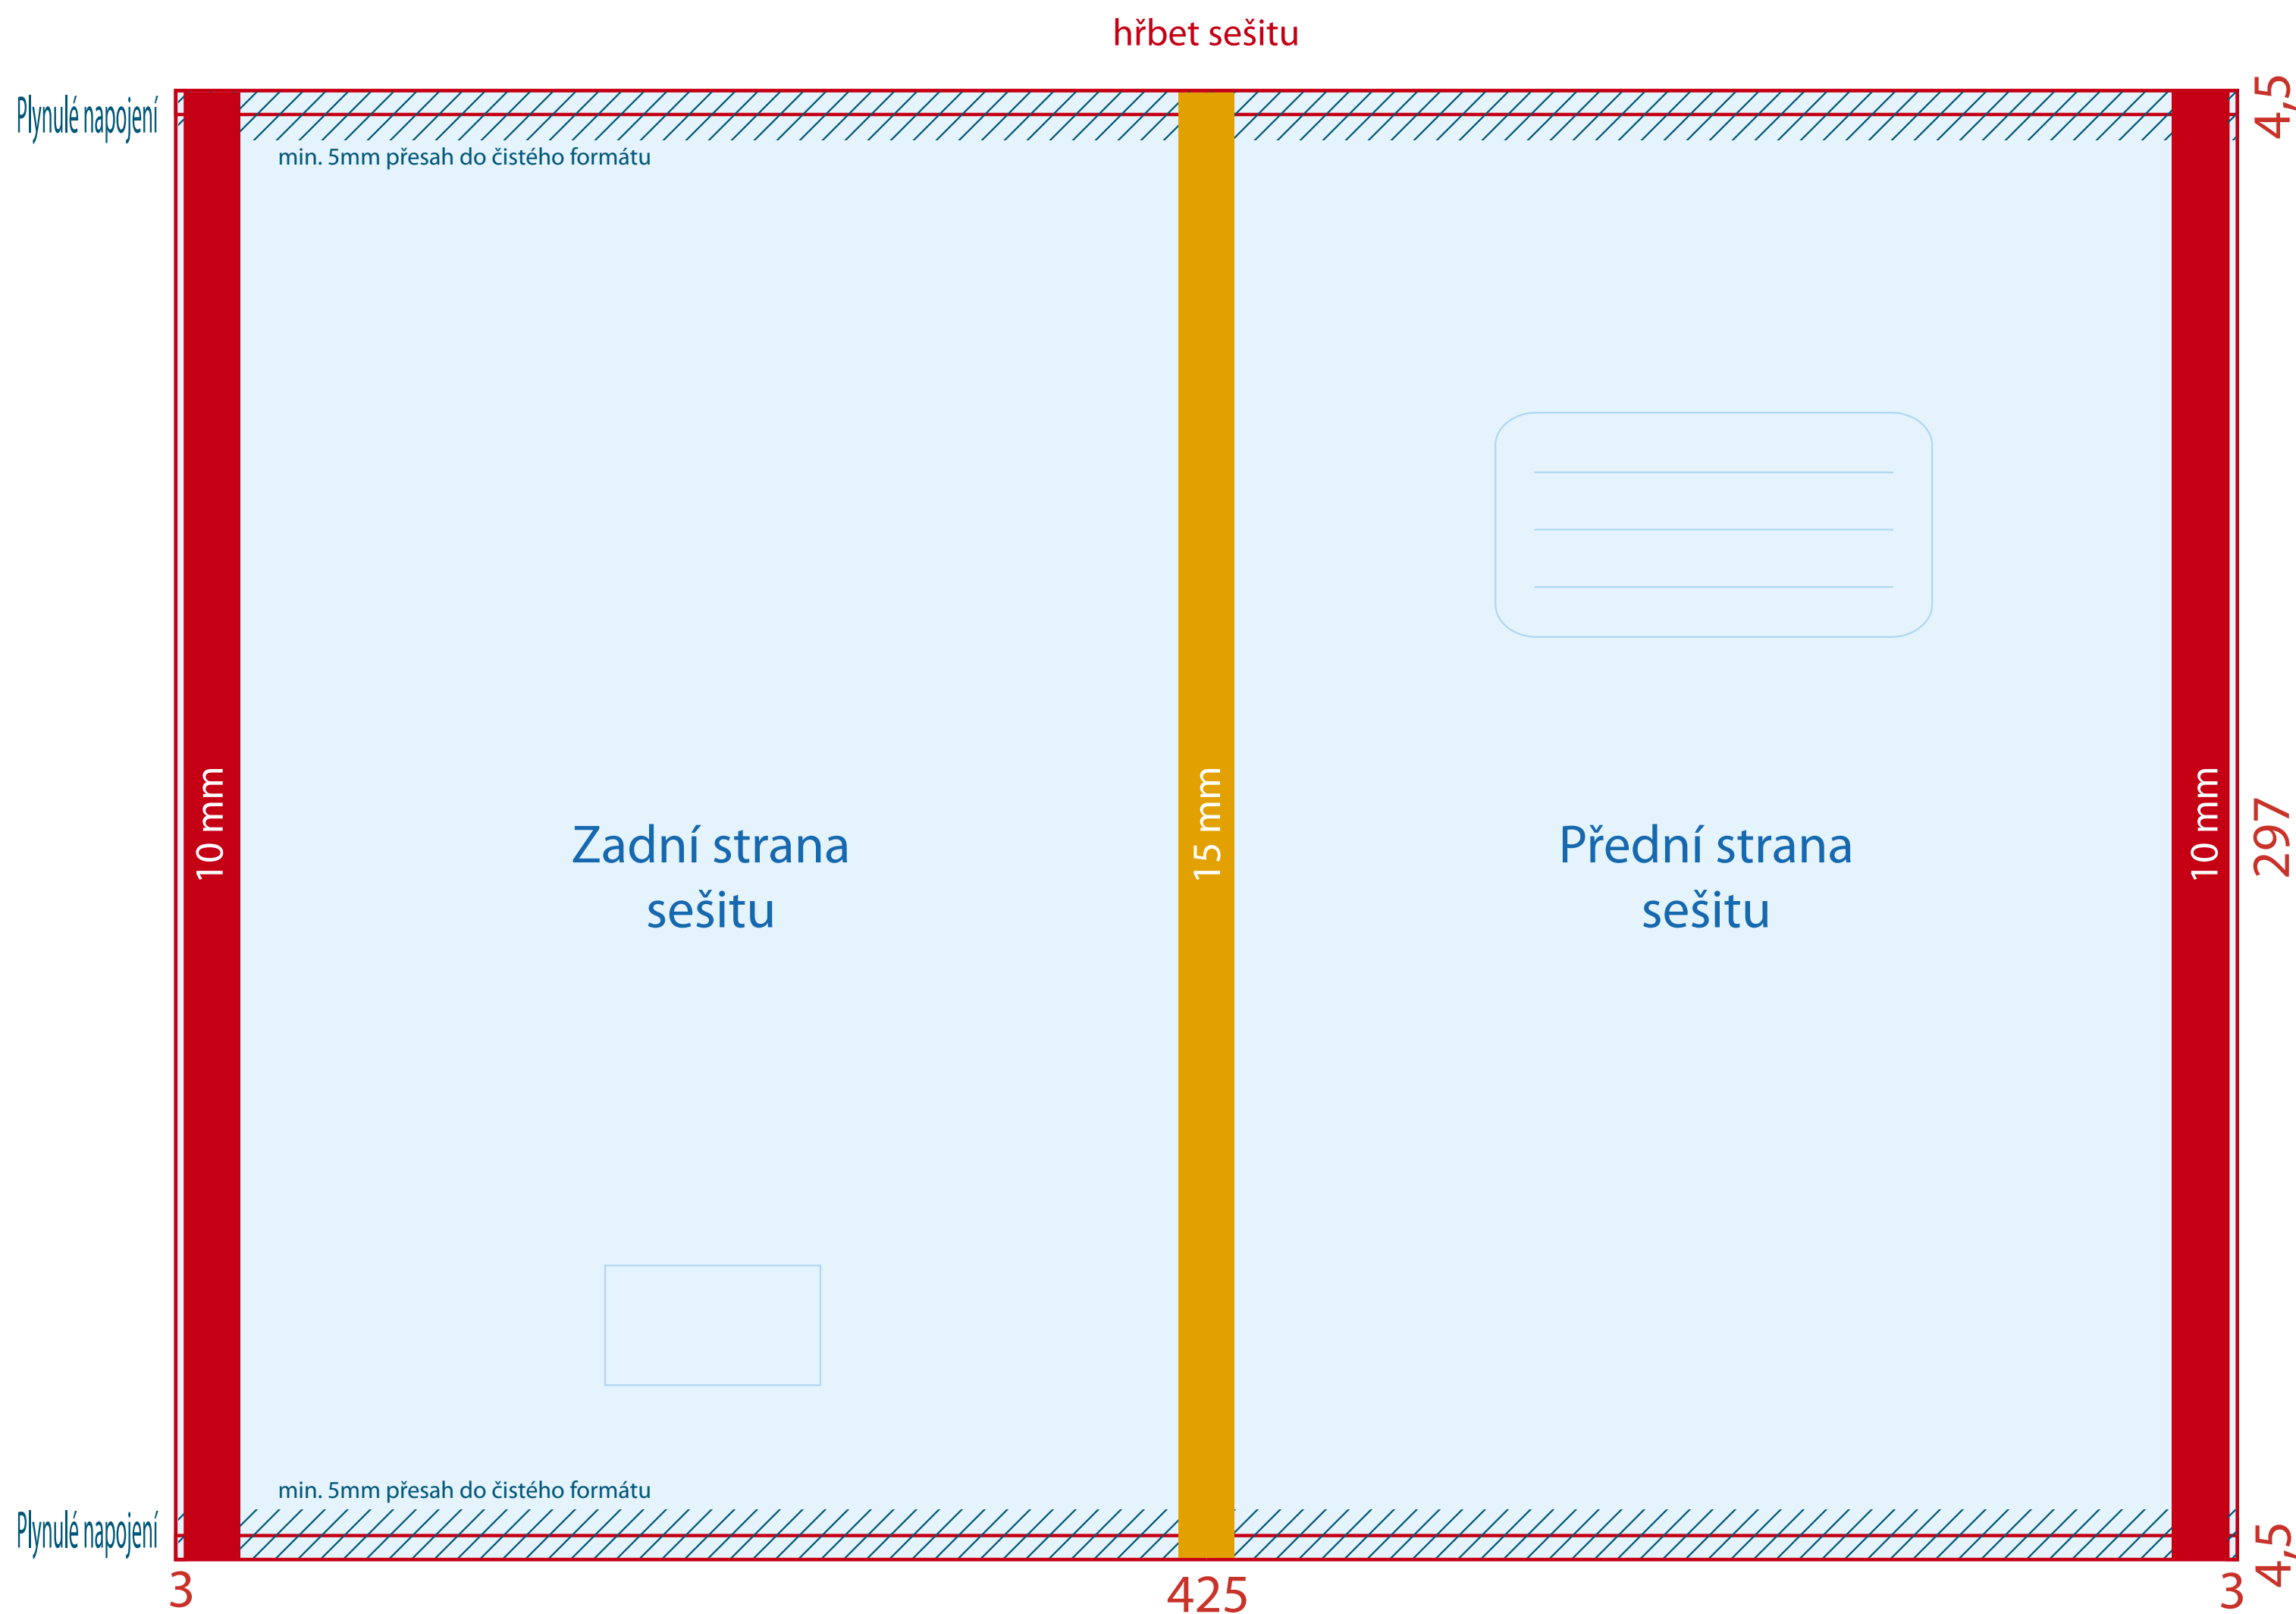 hřbet sešitu
Plynulé napojení
4,5
min. 5mm přesah do čistého formátu
10 mm
Zadní strana
sešitu
15 mm
Přední strana
sešitu
10 mm
297
min. 5mm přesah do čistého formátu
Plynulé napojení
4,5
3
425
3